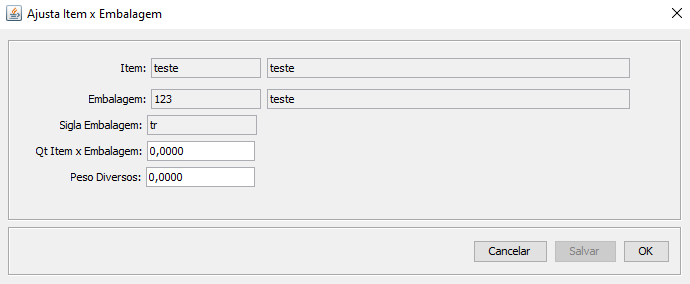 Ajusta Item x Embalagem
Item: teste teste
Embalagem: 123 teste
Sigla Embalagem: tr
Qt Item x Embalagem: 0,0000
Peso Diversos: 0,0000
Cancelar Salvar OK